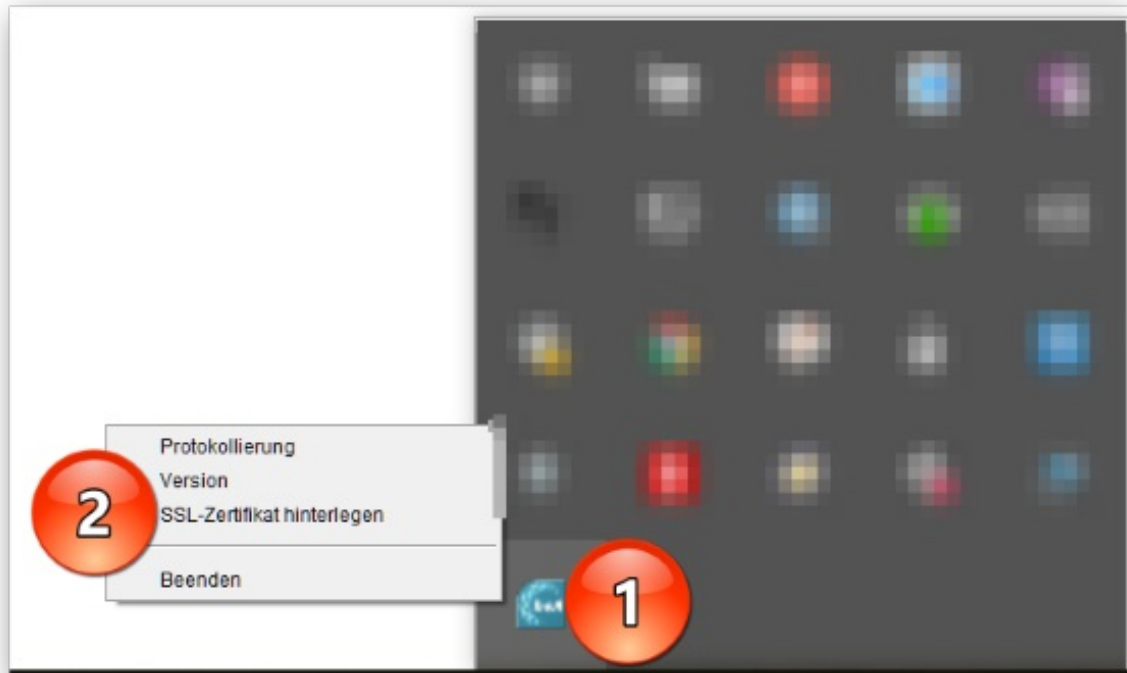 Protokollierung
Version
SSL-Zertifikat hinterlegen
Beenden
2
1